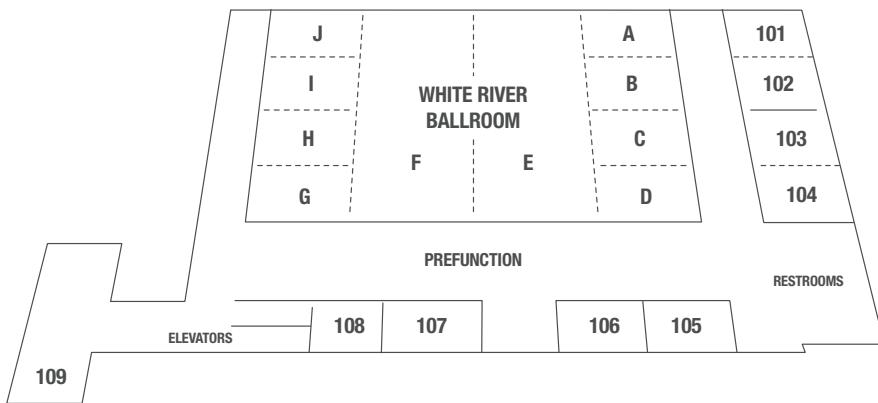 J
A
101
I
B
102
WHITE RIVER
BALLROOM
H
C
103
F
E
G
D
104
PREFUNCTION
RESTROOMS
108
107
106
105
ELEVATORS
109